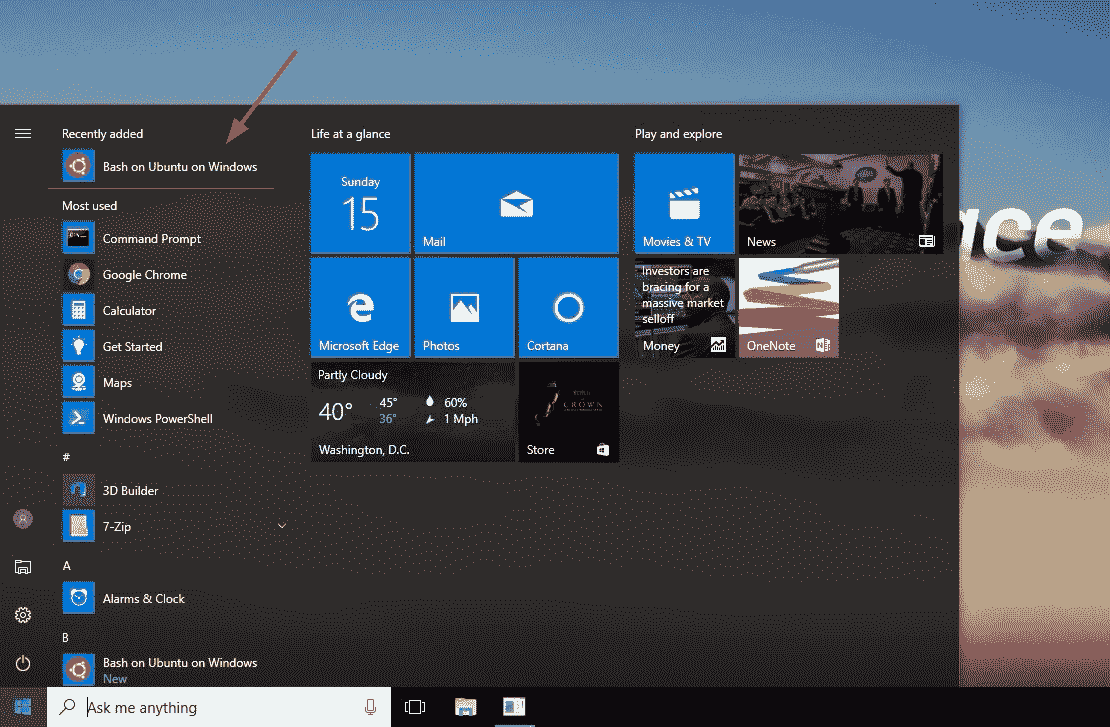 Recently added
Bash on Ubuntu on Windows
Most used
Command Prompt
Google Chrome
Calculator
Get Started
Maps
Windows PowerShell
#
3D Builder
7-Zip
A
Alarms & Clock
B
Bash on Ubuntu on Windows
New
Life at a glance
Sunday
15
Mail
Microsoft Edge
Photos
Cortana
Partly Cloudy
40° 45° 60%
36° 1 Mph
Washington, D.C.
CROWN
Store
Play and explore
Movies & TV
News
Investors are
bracing for a
massive market
selloff
Money
OneNote
ace
Ask me anything